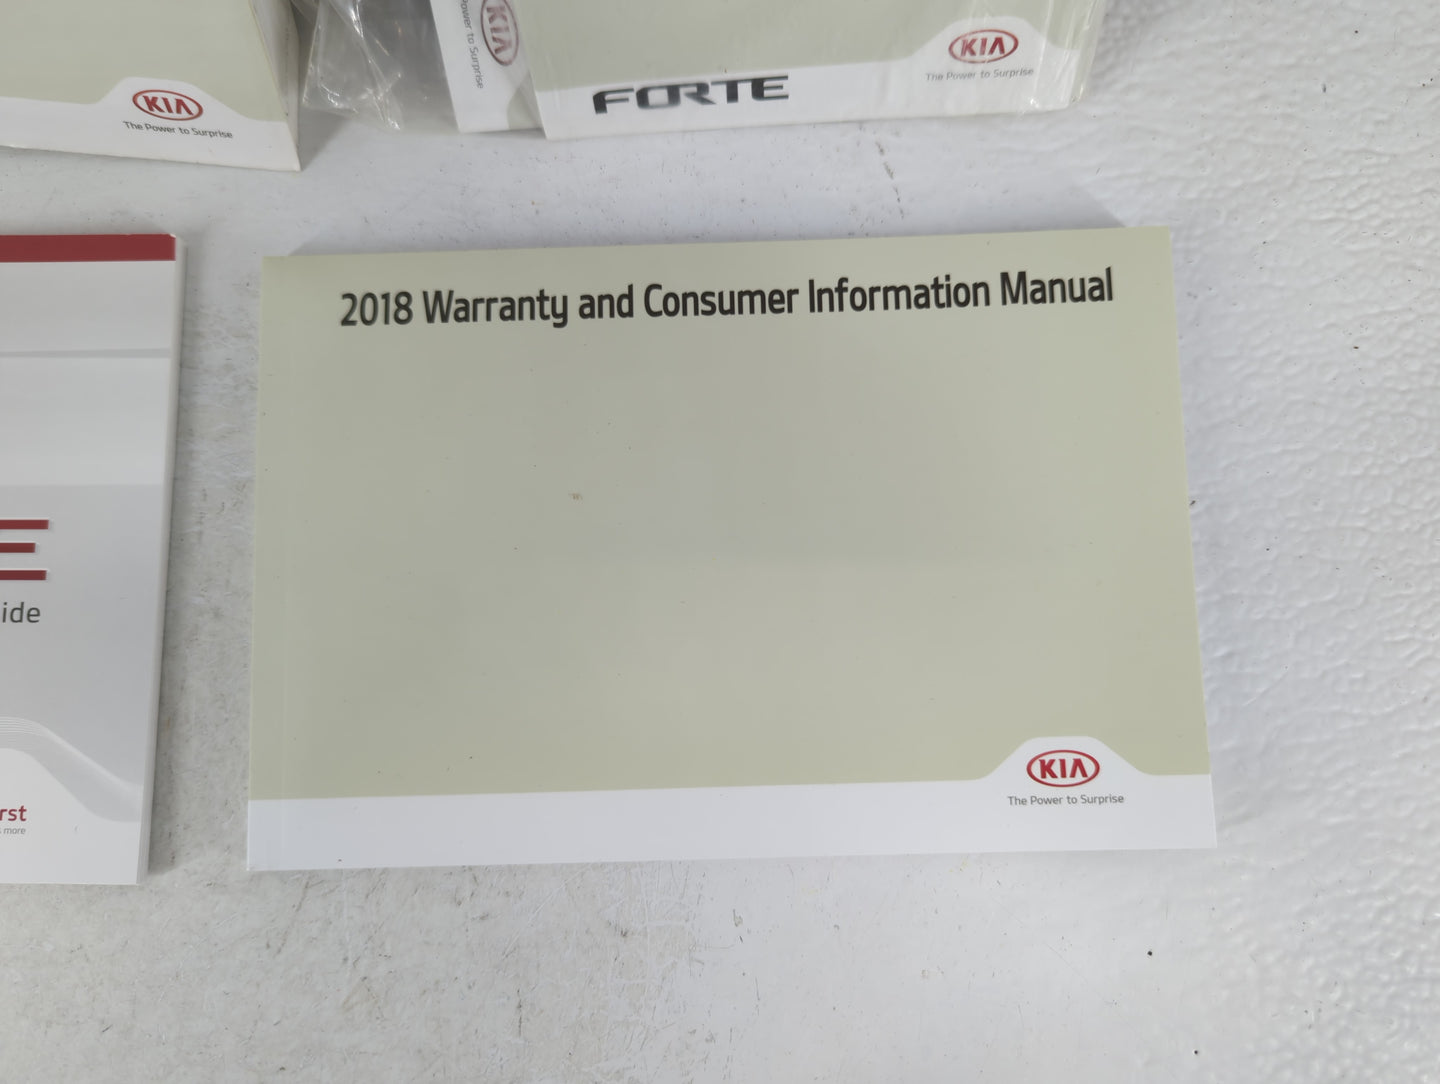 KIA
The Power to Surprise
KIA
Power to Surprise
FORTE
KIA
The Power to Surprise
2018 Warranty and Consumer Information Manual
KIA
The Power to Surprise
E
ide
rst
more